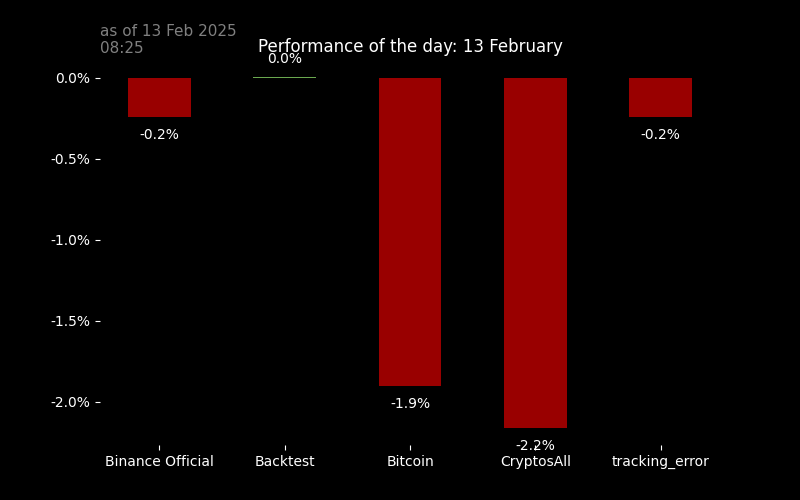 as of 13 Feb 2025
08:25
Performance of the day: 13 February
0.0%
0.0%
-0.2%
-0.2%
-0.5%
-1.0%
-1.5%
-2.0%
-1.9%
-2.2%
Binance Official
Backtest
Bitcoin
CryptosAll
tracking_error